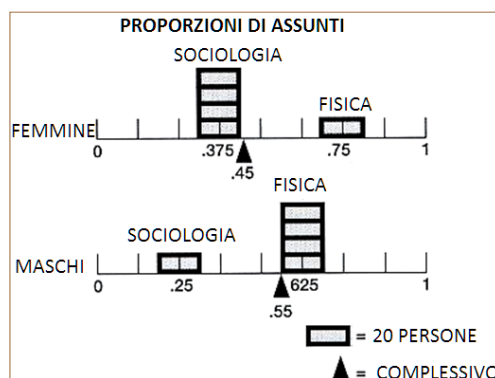 PROPORZIONI DI ASSUNTI
SOCIOLOGIA
FISICA
FEMMINE
0 .375 .75 1
.45
FISICA
SOCIOLOGIA
MASCHI
0 .25 625 1
.55
= 20 PERSONE
= COMPLESSIVO